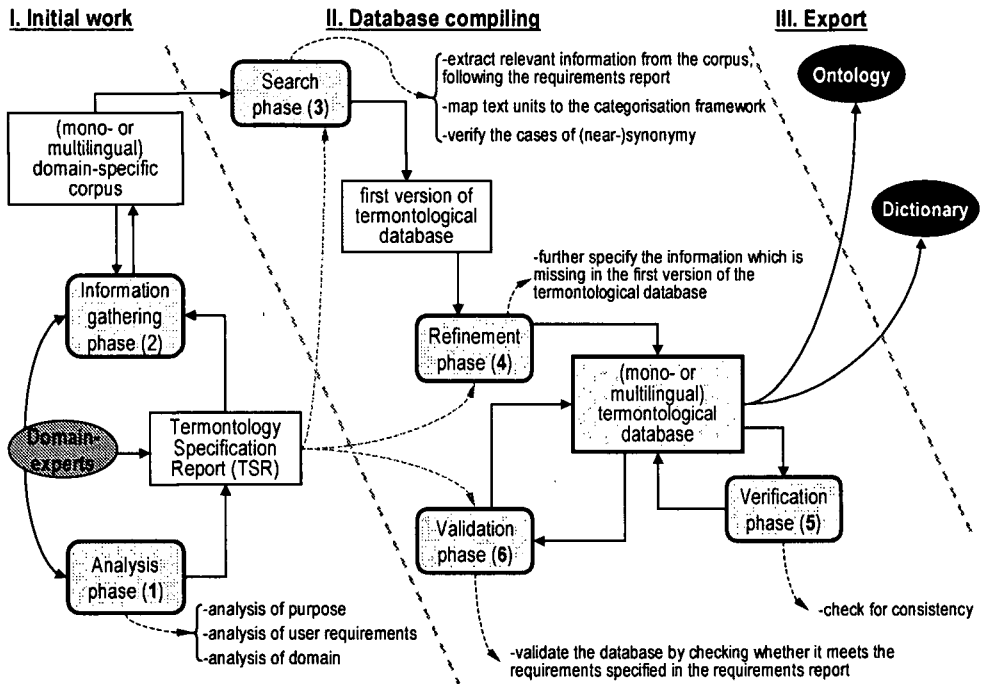 I. Initial work
II. Database compiling
III. Export
Search
phase (3)
-extract relevant information from the corpus,
following the requirements report
-map text units to the categorisation framework
-verify the cases of (near-)synonymy
Ontology
(mono- or
multilingual)
domain-specific
corpus
first version of
termontological
database
Dictionary
-further specify the information which is
missing in the first version of the
termontological database
Information
gathering
phase (2)
Refinement
phase (4)
(mono- or
multilingual)
termontological
database
Domain-
experts
Termontology
Specification
Report (TSR)
Verification
phase (5)
Validation
phase (6)
Analysis
phase (1)
-analysis of purpose
-analysis of user requirements
-analysis of domain
-check for consistency
-validate the database by checking whether it meets the
requirements specified in the requirements report